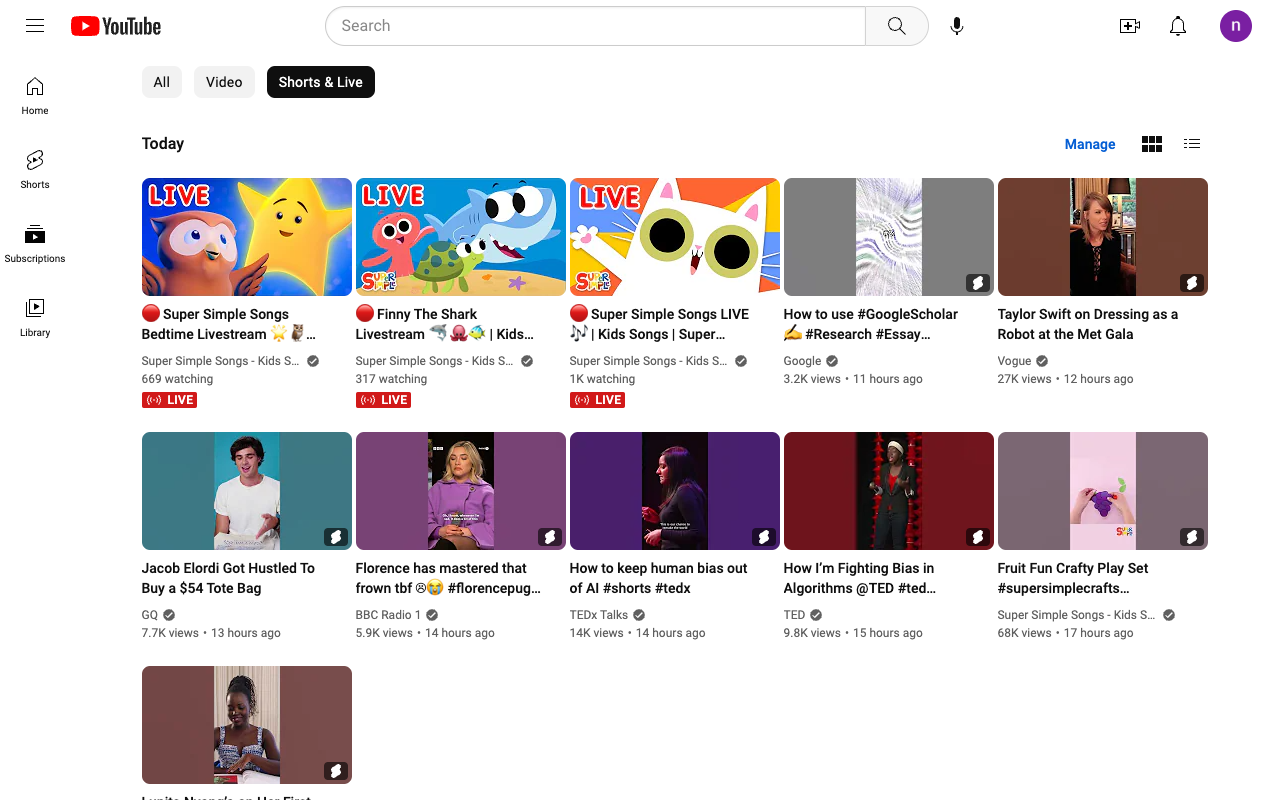 YouTube
Search
n
Home
Shorts
Subscriptions
Library
All
Video
Shorts & Live
Today
Manage
LIVE
🔴 Super Simple Songs
Bedtime Livestream 🌟🦉…
Super Simple Songs - Kids S…
669 watching
LIVE
LIVE
SUPER
SIMPLE
🔴 Finny The Shark
Livestream 🦈🐙🐠 | Kids…
Super Simple Songs - Kids S…
317 watching
LIVE
LIVE
SUPER
SIMPLE
🔴 Super Simple Songs LIVE
🎶 | Kids Songs | Super…
Super Simple Songs - Kids S…
1K watching
LIVE
How to use #GoogleScholar
✍️ #Research #Essay…
Google
3.2K views • 11 hours ago
Taylor Swift on Dressing as a
Robot at the Met Gala
Vogue
27K views • 12 hours ago
Jacob Elordi Got Hustled To
Buy a $54 Tote Bag
GQ
7.7K views • 13 hours ago
Florence has mastered that
frown tbf ☹😭 #florencepug…
BBC Radio 1
5.9K views • 14 hours ago
How to keep human bias out
of AI #shorts #tedx
TEDx Talks
14K views • 14 hours ago
How I’m Fighting Bias in
Algorithms @TED #ted…
TED
9.8K views • 15 hours ago
SUPER
SIMPLE
Fruit Fun Crafty Play Set
#supersimplecrafts…
Super Simple Songs - Kids S…
68K views • 17 hours ago